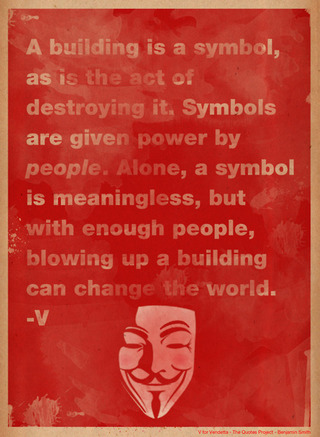 A building is a symbol,
as is the act of
destroying it. Symbols
are given power by
people. Alone, a symbol
is meaningless, but
with enough people,
blowing up a building
can change the world.
-V
V for Vendetta - The Quotes Project - Benjamin Smith